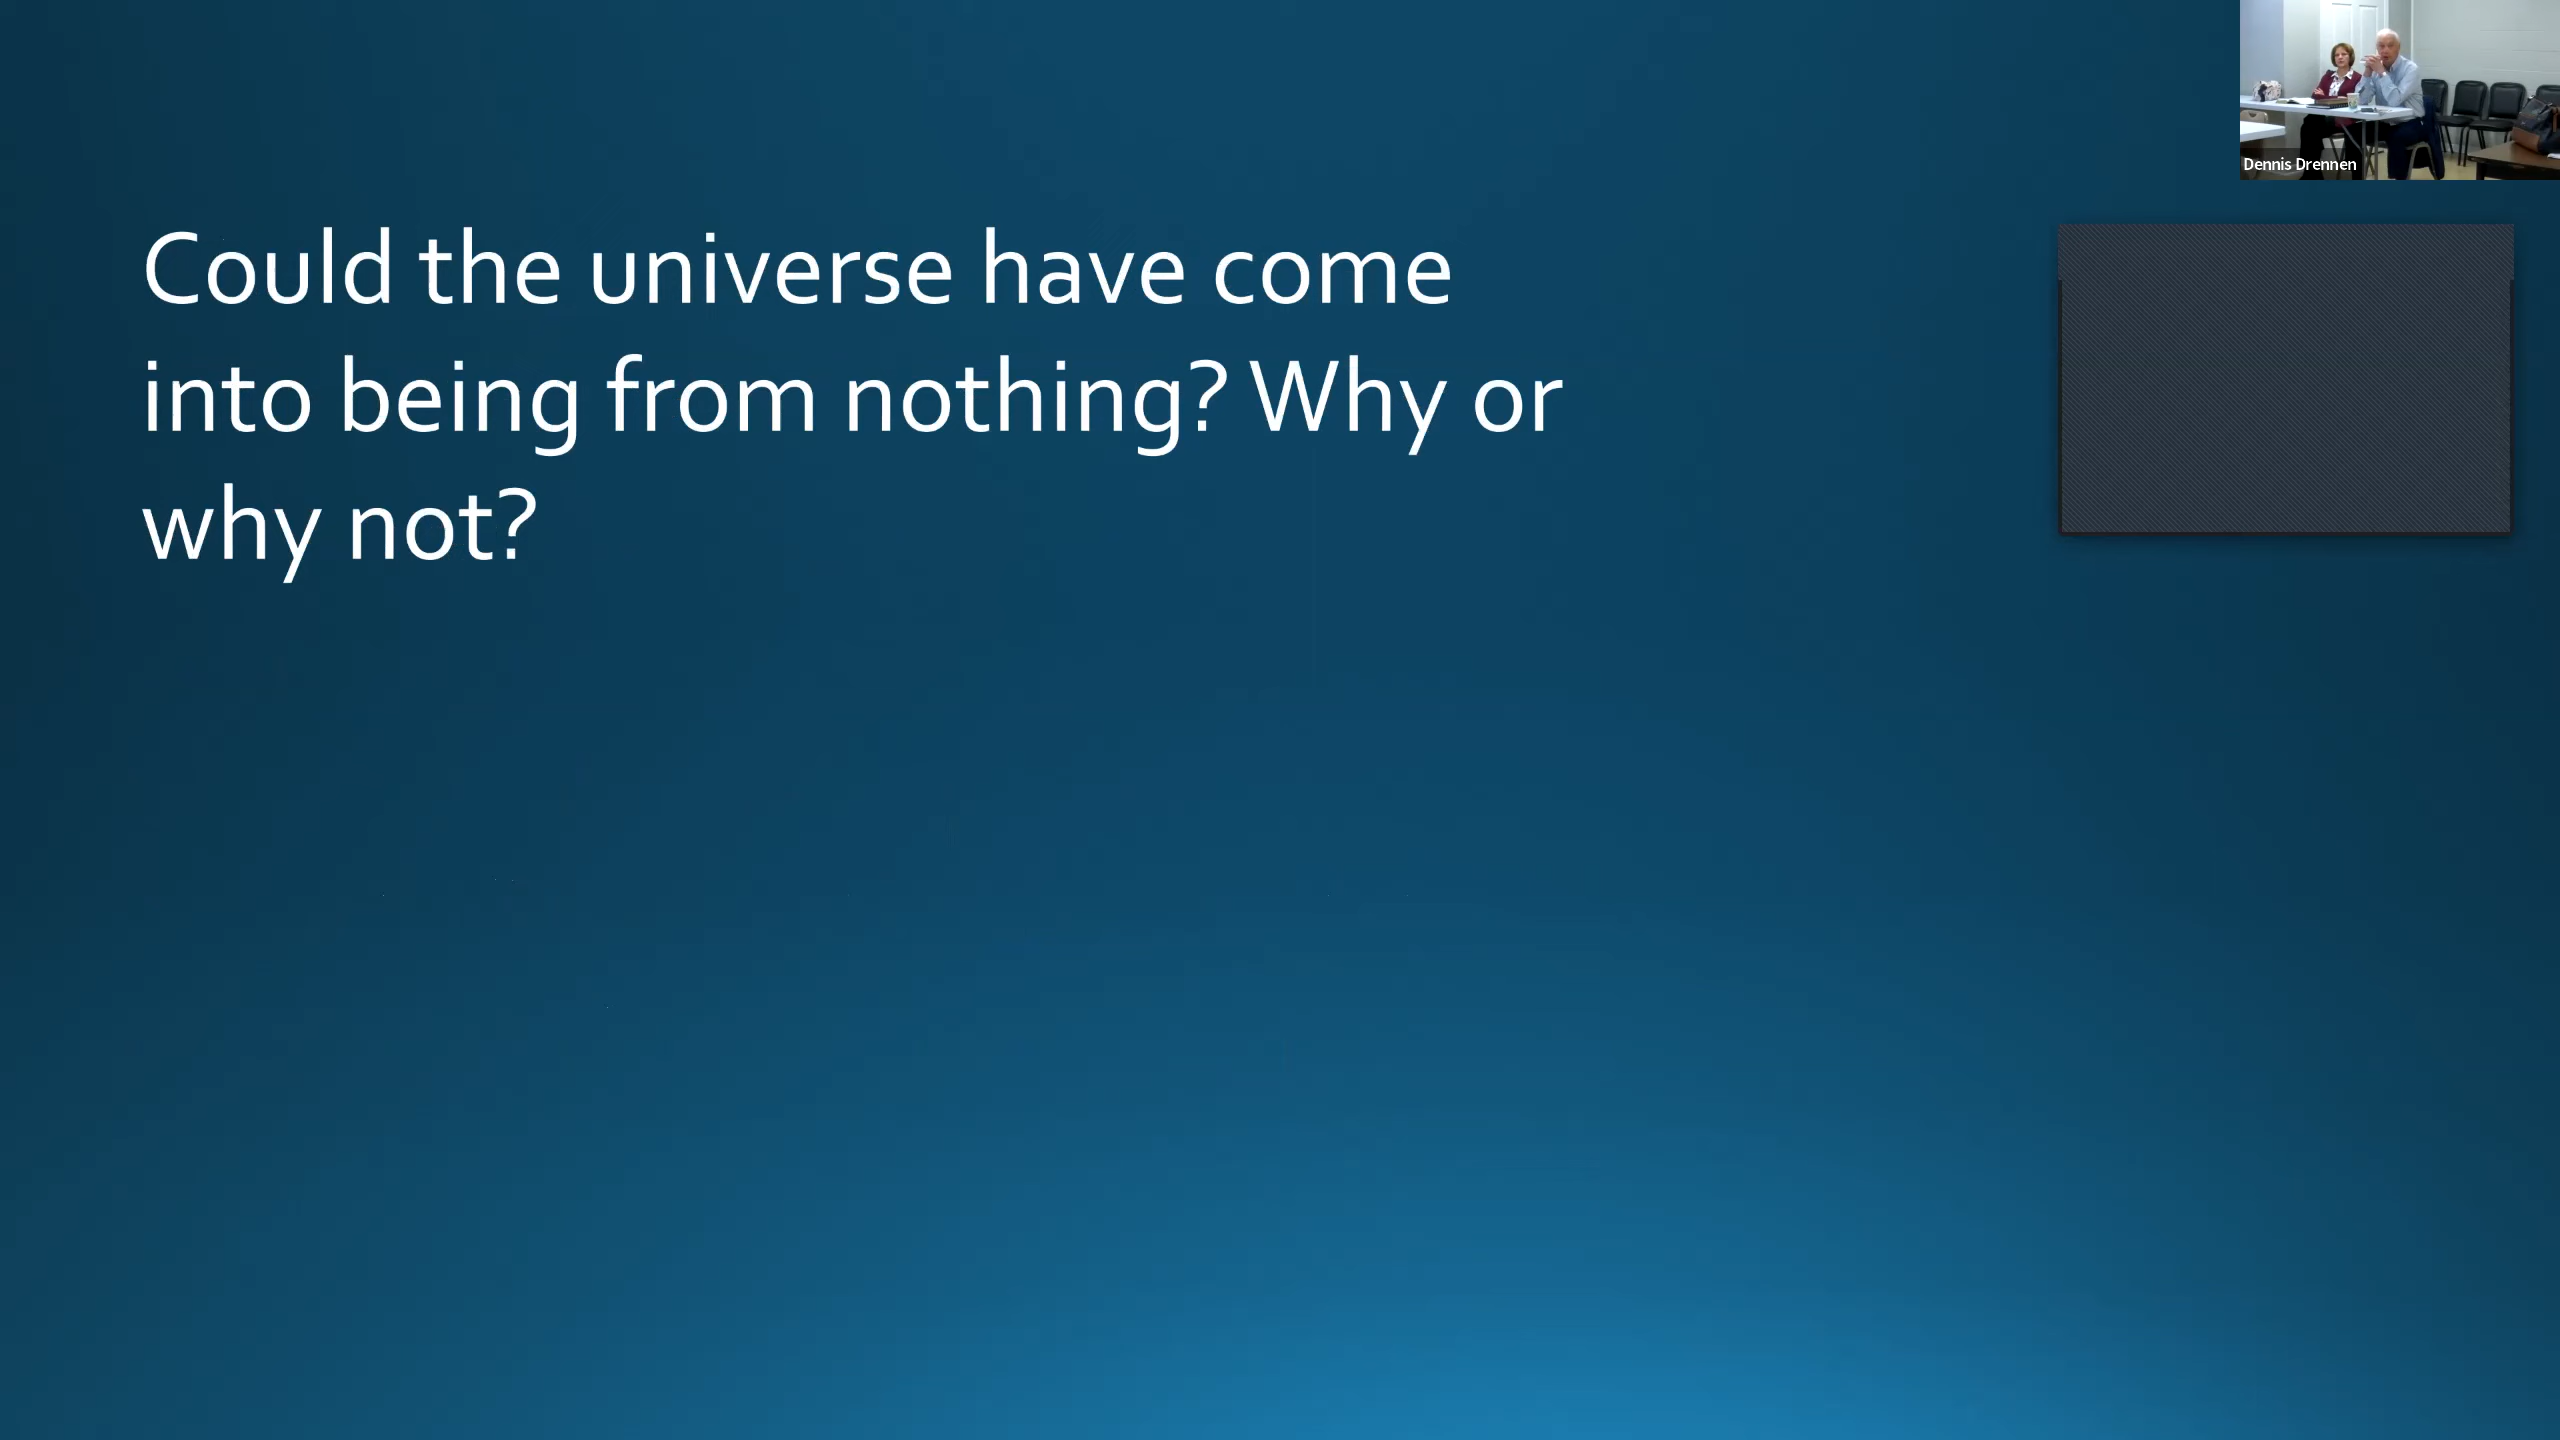 Could the universe have come
into being from nothing? Why or
why not?
Dennis Drennen